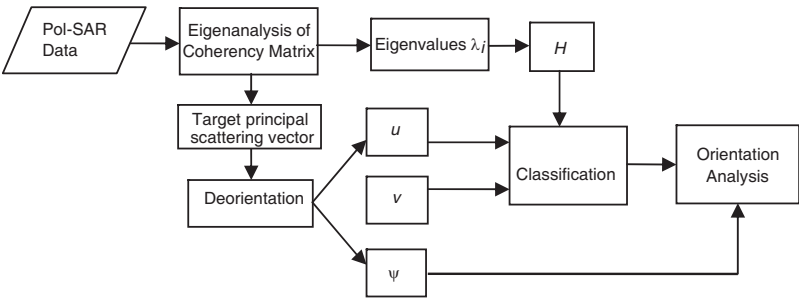 Pol-SAR
Data
Eigenanalysis of
Coherency Matrix
Eigenvalues λi
H
Target principal
scattering vector
u
Classification
Orientation
Analysis
Deorientation
v
ψ